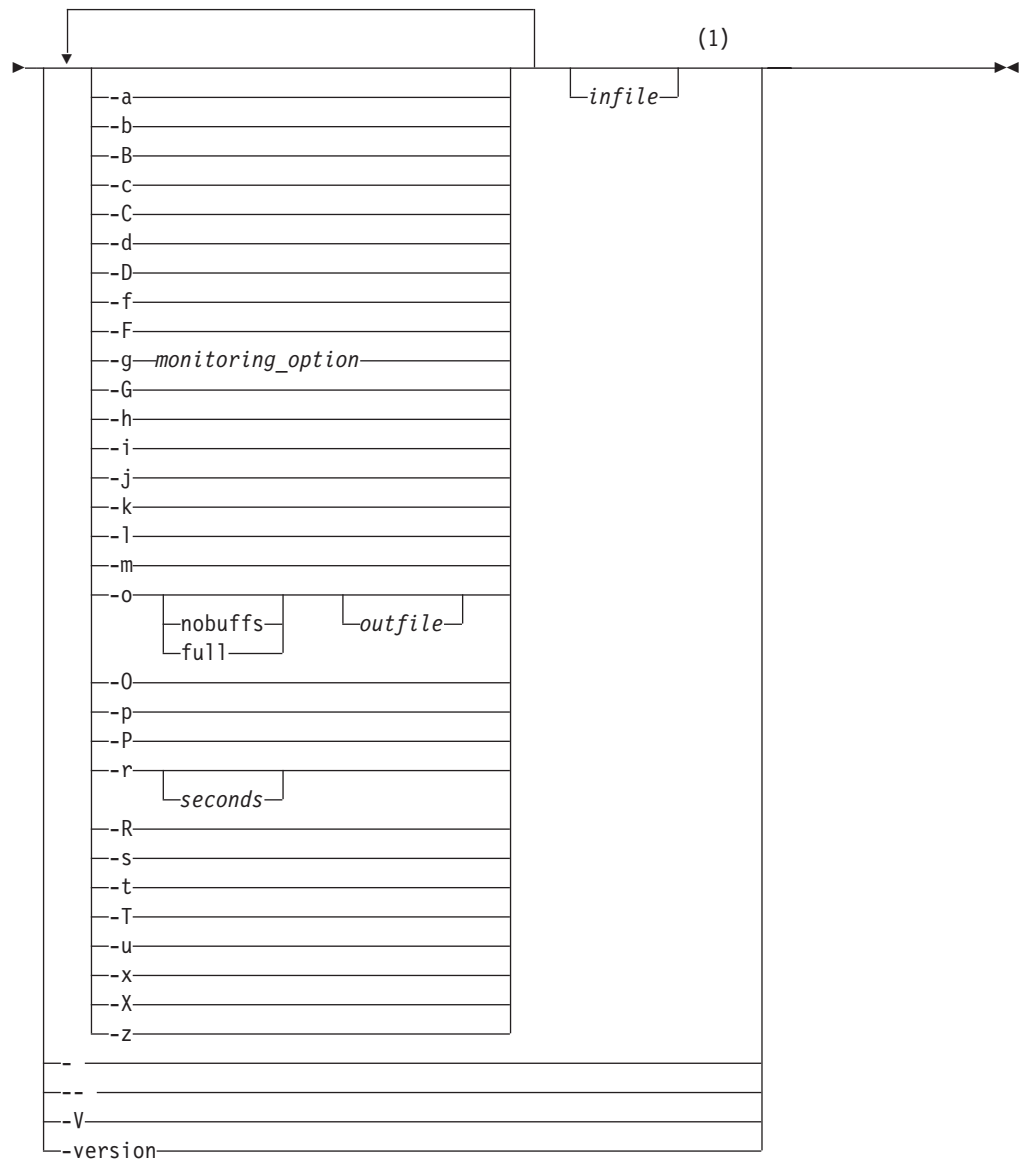 (1)
-a infile
-b
-B
-c
-C
-d
-D
-f
-F
-g monitoring_option
-G
-h
-i
-j
-k
-l
-m
-o
nobuffs outfile
full
-O
-p
-P
-r
seconds
-R
-s
-t
-T
-u
-x
-X
-z
-
--
-V
-version